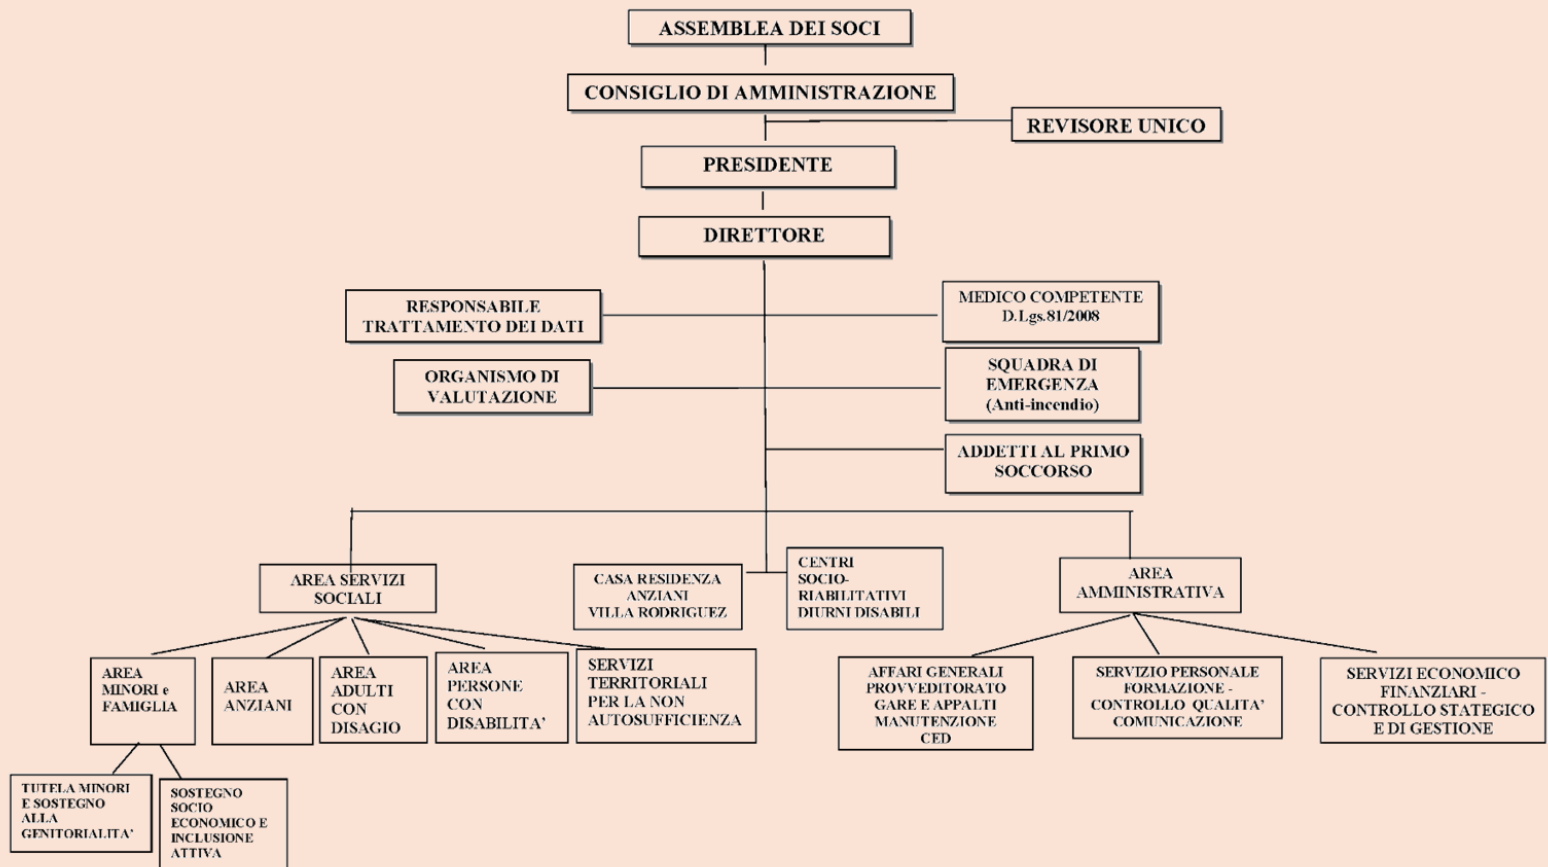 ASSEMBLEA DEI SOCI
CONSIGLIO DI AMMINISTRAZIONE
REVISORE UNICO
PRESIDENTE
DIRETTORE
RESPONSABILE
TRATTAMENTO DEI DATI
MEDICO COMPETENTE
D.Lgs.81/2008
ORGANISMO DI
VALUTAZIONE
SQUADRA DI
EMERGENZA
(Anti-incendio)
ADDETTI AL PRIMO
SOCCORSO
AREA SERVIZI
SOCIALI
CASA RESIDENZA
ANZIANI
VILLA RODRIGUEZ
CENTRI
SOCIO-
RIABILITATIVI
DIURNI DISABILI
AREA
AMMINISTRATIVA
AREA
MINORI e
FAMIGLIA
AREA
ANZIANI
AREA
ADULTI
CON
DISAGIO
AREA
PERSONE
CON
DISABILITA’
SERVIZI
TERRITORIALI
PER LA NON
AUTOSUFFICIENZA
AFFARI GENERALI
PROVVEDITORATO
GARE E APPALTI
MANUTENZIONE
CED
SERVIZIO PERSONALE
FORMAZIONE -
CONTROLLO QUALITA’
COMUNICAZIONE
SERVIZI ECONOMICO
FINANZIARI -
CONTROLLO STATEGICO
E DI GESTIONE
TUTELA MINORI
E SOSTEGNO
ALLA
GENITORIALITA’
SOSTEGNO
SOCIO
ECONOMICO E
INCLUSIONE
ATTIVA